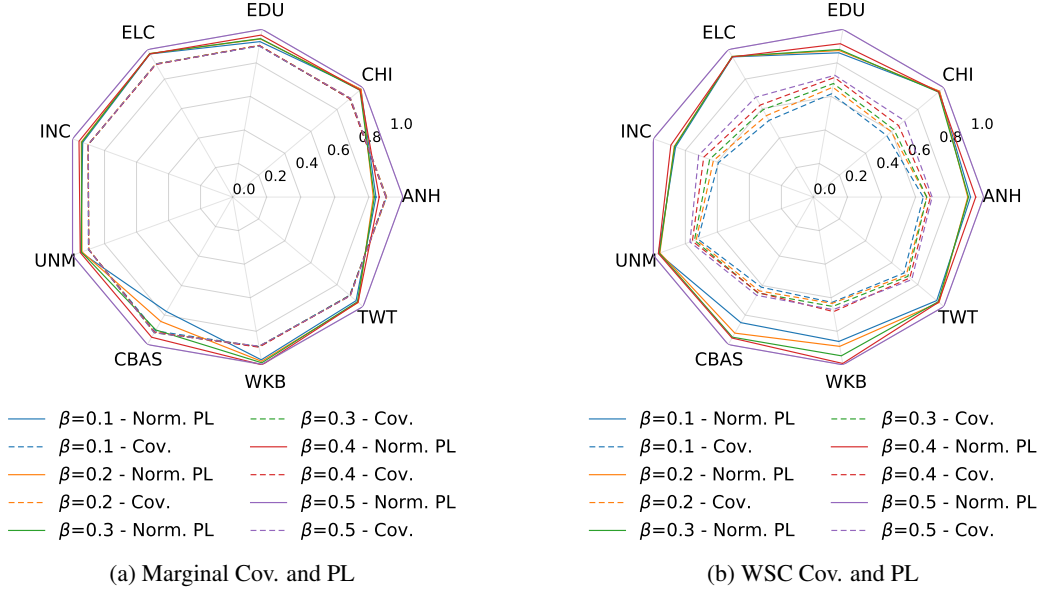 EDU
ELC
CHI
INC
1.0
0.8
0.6
0.4
0.2
0.0
ANH
UNM
TWT
CBAS
WKB
β=0.1 - Norm. PL
β=0.1 - Cov.
β=0.2 - Norm. PL
β=0.2 - Cov.
β=0.3 - Norm. PL
β=0.3 - Cov.
β=0.4 - Norm. PL
β=0.4 - Cov.
β=0.5 - Norm. PL
β=0.5 - Cov.
(a) Marginal Cov. and PL
EDU
ELC
CHI
INC
1.0
0.8
0.6
0.4
0.2
0.0
ANH
UNM
TWT
CBAS
WKB
β=0.1 - Norm. PL
β=0.1 - Cov.
β=0.2 - Norm. PL
β=0.2 - Cov.
β=0.3 - Norm. PL
β=0.3 - Cov.
β=0.4 - Norm. PL
β=0.4 - Cov.
β=0.5 - Norm. PL
β=0.5 - Cov.
(b) WSC Cov. and PL